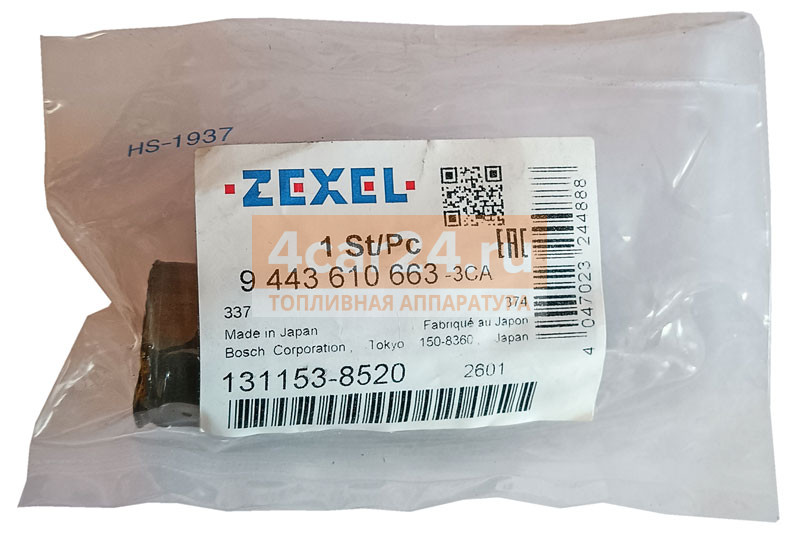 HS-1937
ZEXEL
1 St/Pc
4car24.ru
9 443 610 663 -3CA
ТОПЛИВНАЯ АППАРАТУРА
337
374
Made in Japan
Fabriqué au Japon
Bosch Corporation, Tokyo 150-8360, Japan
131153-8520
2601
EAC
4 047023 244888